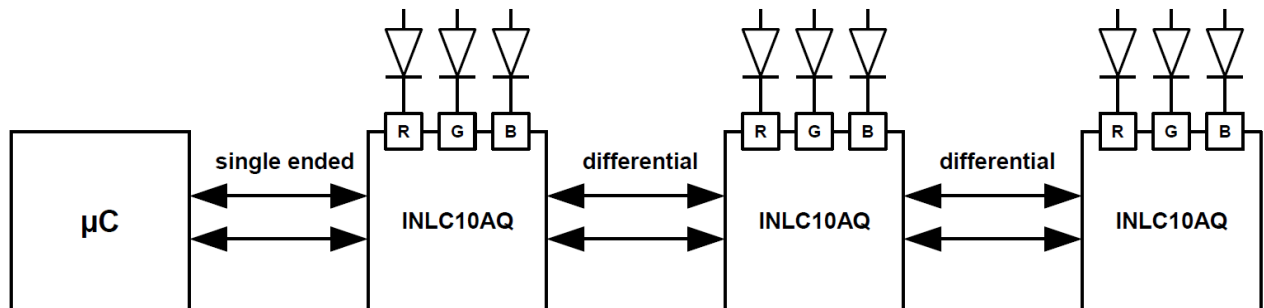 R G B R G B R G B
single ended differential differential
µC INLC10AQ INLC10AQ INLC10AQ